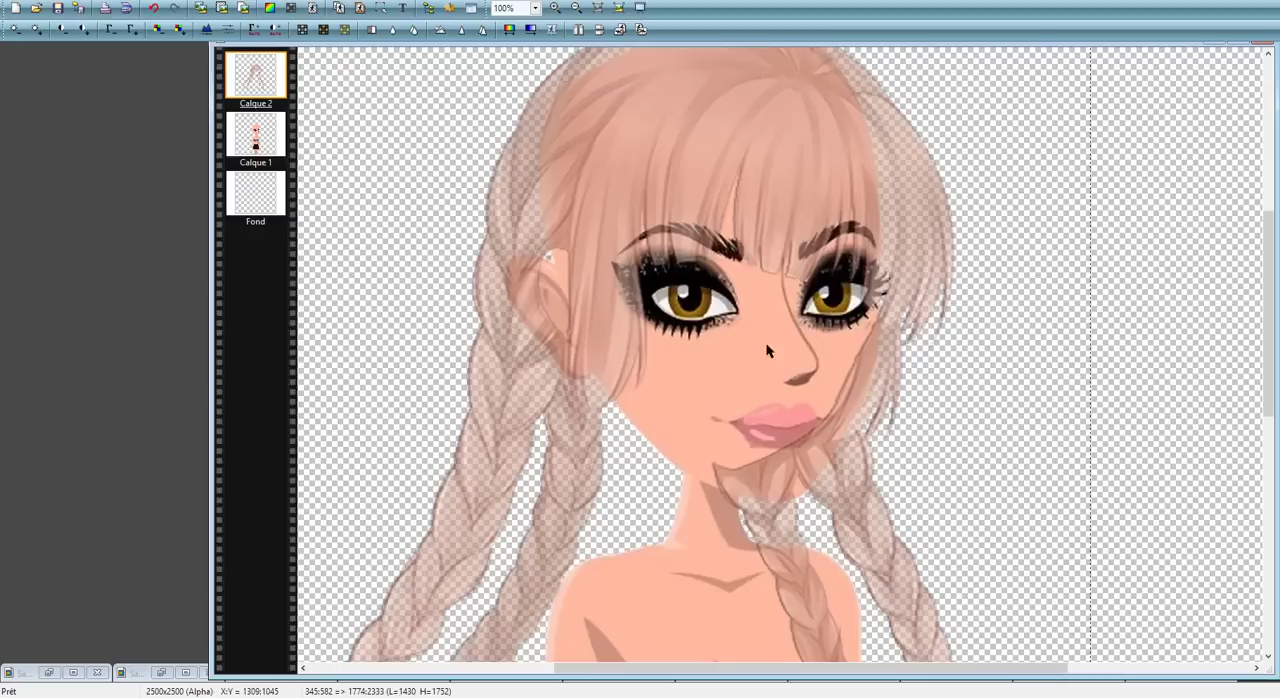 100%
Calque 2
Calque 1
Fond
Prêt
2500x2500 (Alpha)
X:Y = 1309:1045
345:582 => 1774:2333 (L=1430 H=1752)